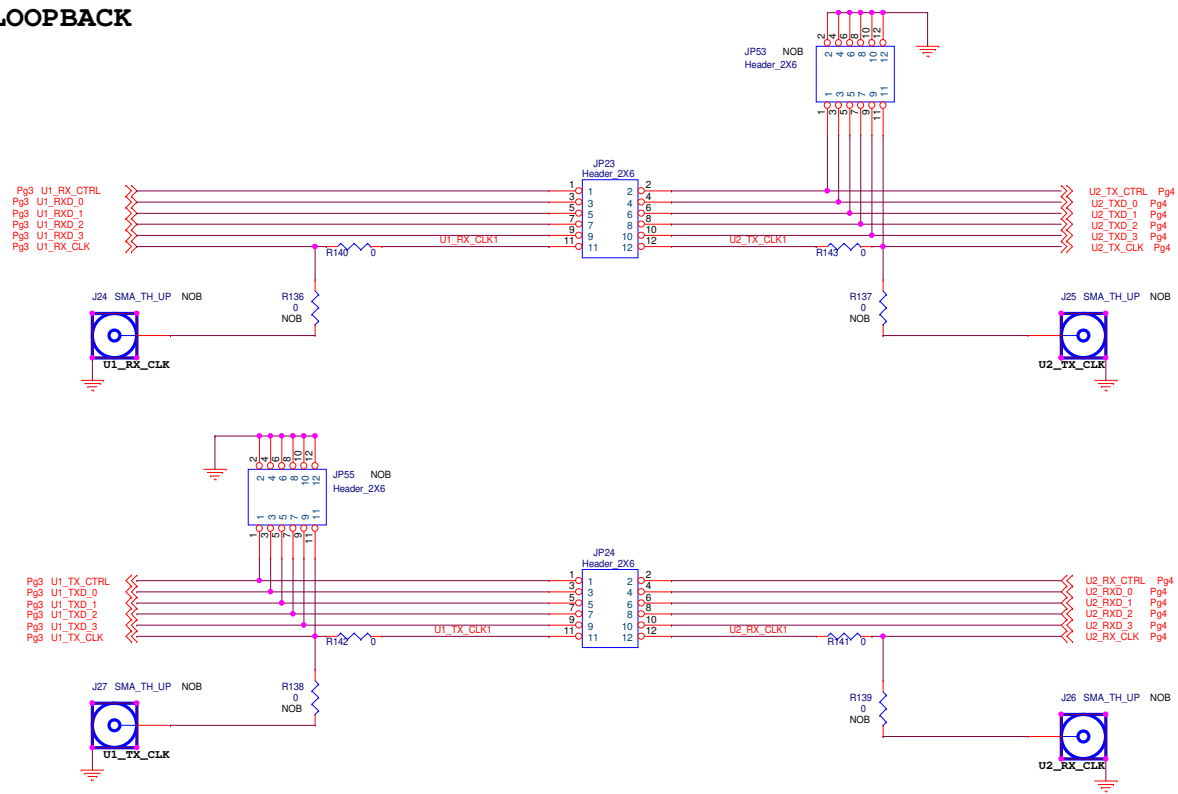 LOOPBACK
2 4 6 8 10 12
JP53 NOB
Header_2X6
2 4 6 8 10 12
1 3 5 7 9 11
1 3 5 7 9 11
JP23
Header_2X6
Pg3 U1_RX_CTRL 1 1 2 2 U2_TX_CTRL Pg4
Pg3 U1_RXD_0 3 3 4 4 U2_TXD_0 Pg4
Pg3 U1_RXD_1 5 5 6 6 U2_TXD_1 Pg4
Pg3 U1_RXD_2 7 7 8 8 U2_TXD_2 Pg4
Pg3 U1_RXD_3 9 9 10 10 U2_TXD_3 Pg4
Pg3 U1_RX_CLK U1_RX_CLK1 11 11 12 12 U2_TX_CLK1 U2_TX_CLK Pg4
R140 0 R143 0
J24 SMA_TH_UP NOB
R136
0
NOB
R137
0
NOB
J25 SMA_TH_UP NOB
U1_RX_CLK
U2_TX_CLK
2 4 6 8 10 12
JP55 NOB
Header_2X6
2 4 6 8 10 12
1 3 5 7 9 11
1 3 5 7 9 11
JP24
Header_2X6
Pg3 U1_TX_CTRL 1 1 2 2 U2_RX_CTRL Pg4
Pg3 U1_TXD_0 3 3 4 4 U2_RXD_0 Pg4
Pg3 U1_TXD_1 5 5 6 6 U2_RXD_1 Pg4
Pg3 U1_TXD_2 7 7 8 8 U2_RXD_2 Pg4
Pg3 U1_TXD_3 9 9 10 10 U2_RXD_3 Pg4
Pg3 U1_TX_CLK U1_TX_CLK1 11 11 12 12 U2_RX_CLK1 U2_RX_CLK Pg4
R142 0 R141 0
J27 SMA_TH_UP NOB
R138
0
NOB
R139
0
NOB
J26 SMA_TH_UP NOB
U1_TX_CLK
U2_RX_CLK